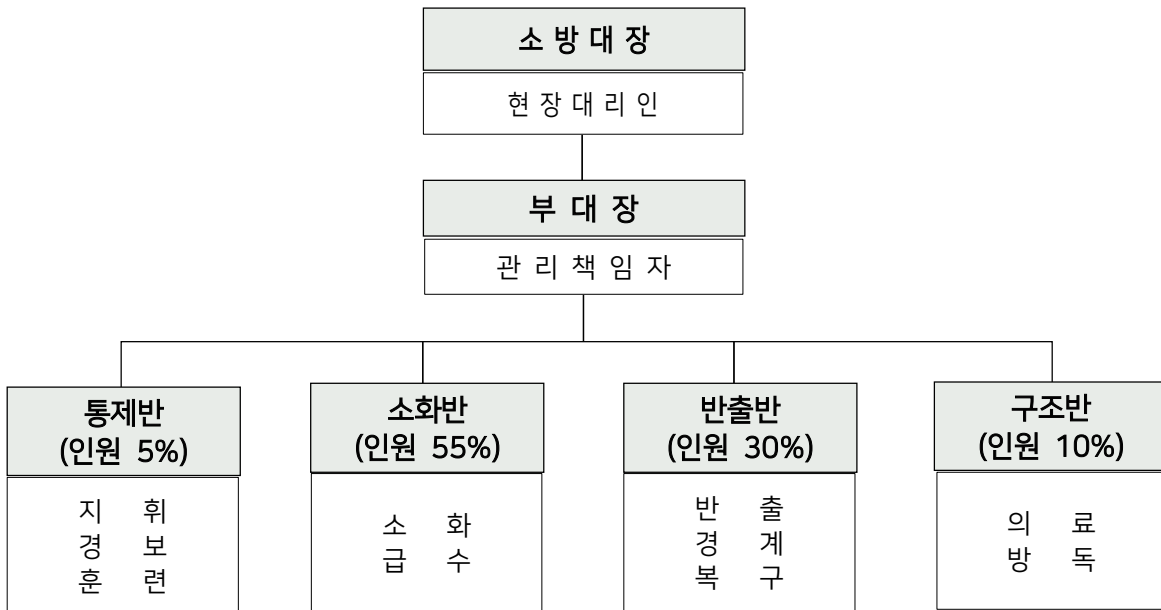 소 방 대 장
현 장 대 리 인
부 대 장
관 리 책 임 자
통제반
(인원 5%)
지 휘
경 보
훈 련
소화반
(인원 55%)
소 화
급 수
반출반
(인원 30%)
반 출
경 계
복 구
구조반
(인원 10%)
의 료
방 독